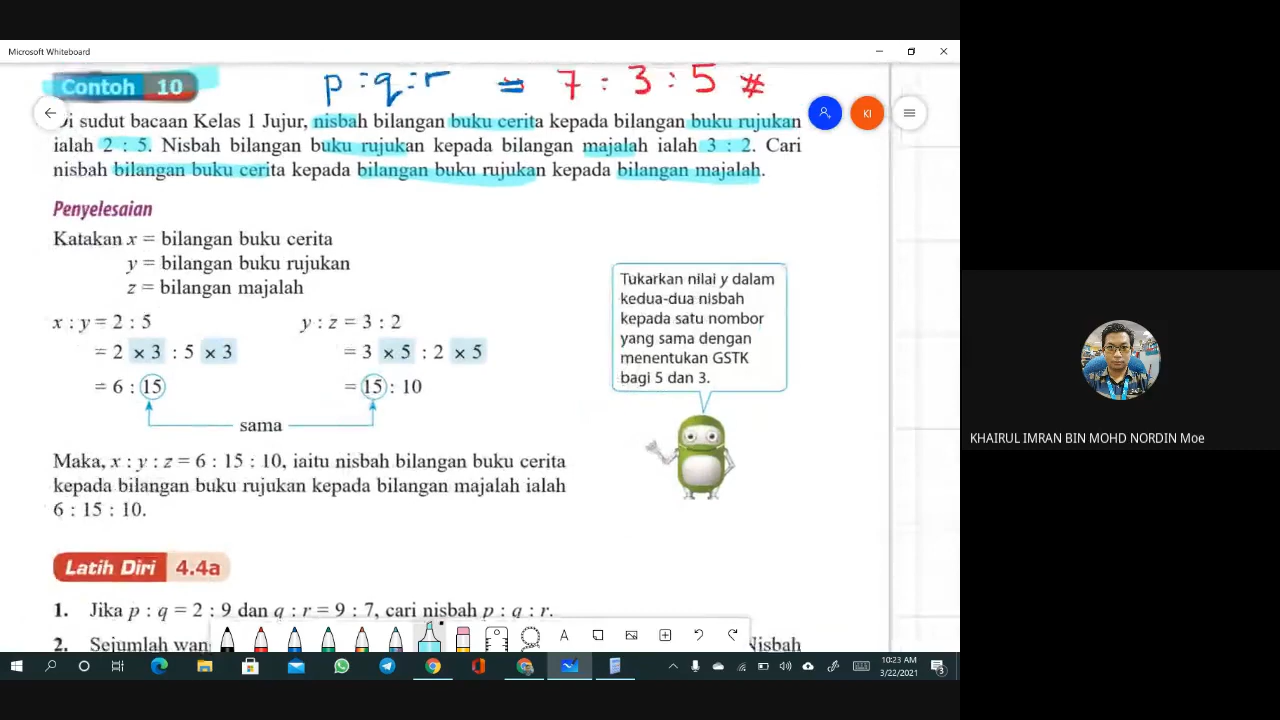 Microsoft Whiteboard
Contoh 10
p : q : r = 7 : 3 : 5
Di sudut bacaan Kelas 1 Jujur, nisbah bilangan buku cerita kepada bilangan buku rujukan
ialah 2 : 5. Nisbah bilangan buku rujukan kepada bilangan majalah ialah 3 : 2. Cari
nisbah bilangan buku cerita kepada bilangan buku rujukan kepada bilangan majalah.
KI
Penyelesaian
Katakan x = bilangan buku cerita
y = bilangan buku rujukan
z = bilangan majalah
x : y = 2 : 5
= 2 × 3 : 5 × 3
= 6 : 15
y : z = 3 : 2
= 3 × 5 : 2 × 5
= 15 : 10
sama
Tukarkan nilai y dalam
kedua-dua nisbah
kepada satu nombor
yang sama dengan
menentukan GSTK
bagi 5 dan 3.
Maka, x : y : z = 6 : 15 : 10, iaitu nisbah bilangan buku cerita
kepada bilangan buku rujukan kepada bilangan majalah ialah
6 : 15 : 10.
Latih Diri 4.4a
1. Jika p : q = 2 : 9 dan q : r = 9 : 7, cari nisbah p : q : r.
2. Sejumlah wan
Nisbah
A
10:23 AM
3/22/2021
3
KHAIRUL IMRAN BIN MOHD NORDIN Moe